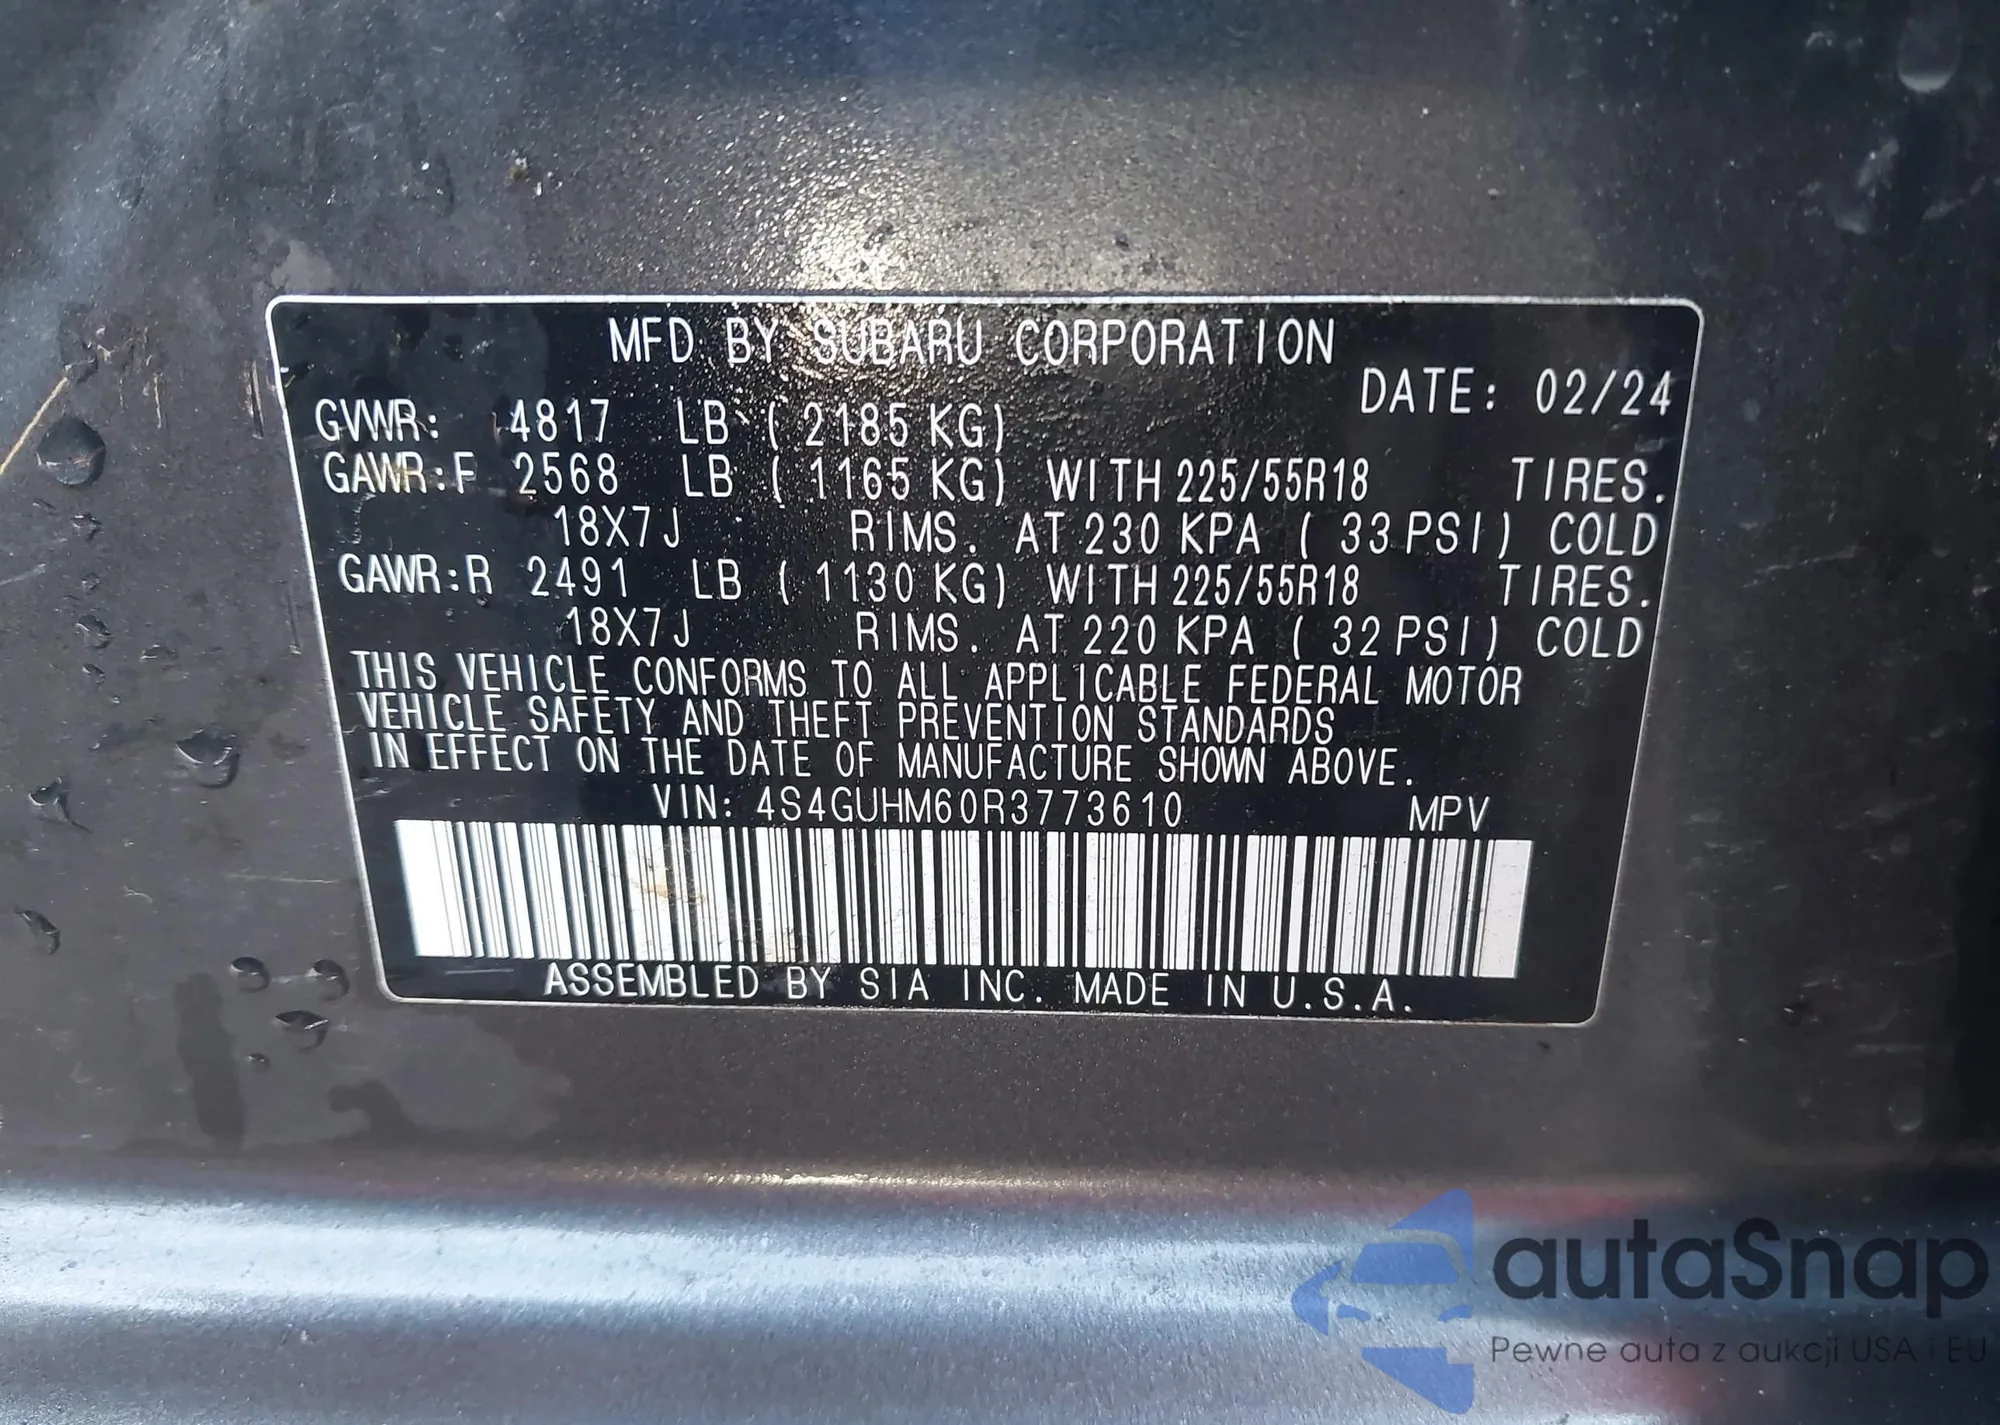 MFD BY SUBARU CORPORATION
DATE: 02/24
GVWR: 4817 LB ( 2185 KG)
GAWR:F 2568 LB ( 1165 KG) WITH 225/55R18 TIRES.
18X7J RIMS. AT 230 KPA ( 33 PSI) COLD
GAWR:R 2491 LB ( 1130 KG) WITH 225/55R18 TIRES.
18X7J RIMS. AT 220 KPA ( 32 PSI) COLD
THIS VEHICLE CONFORMS TO ALL APPLICABLE FEDERAL MOTOR
VEHICLE SAFETY AND THEFT PREVENTION STANDARDS
IN EFFECT ON THE DATE OF MANUFACTURE SHOWN ABOVE.
VIN: 4S4GUHM60R3773610 MPV
ASSEMBLED BY SIA INC. MADE IN U.S.A.
autaSnap
Pewne auta z aukcji USA i EU